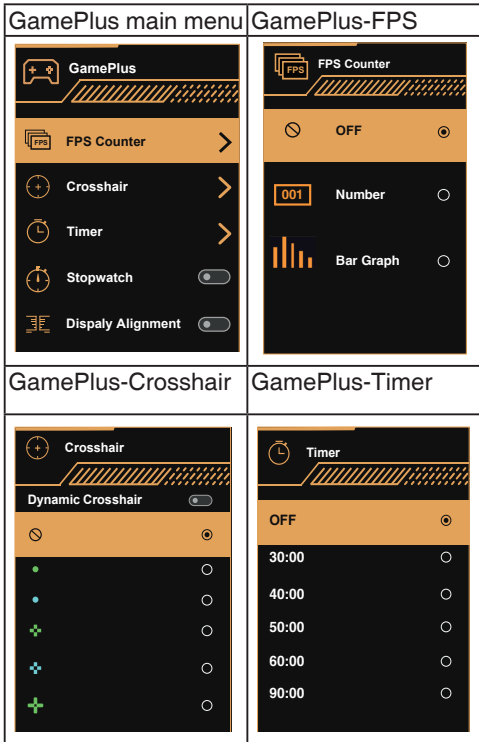 GamePlus main menu
GamePlus
FPS
FPS Counter
Crosshair
Timer
Stopwatch
Dispaly Alignment
GamePlus-FPS
FPS
FPS Counter
OFF
001
Number
Bar Graph
GamePlus-Crosshair
Crosshair
Dynamic Crosshair
GamePlus-Timer
Timer
OFF
30:00
40:00
50:00
60:00
90:00